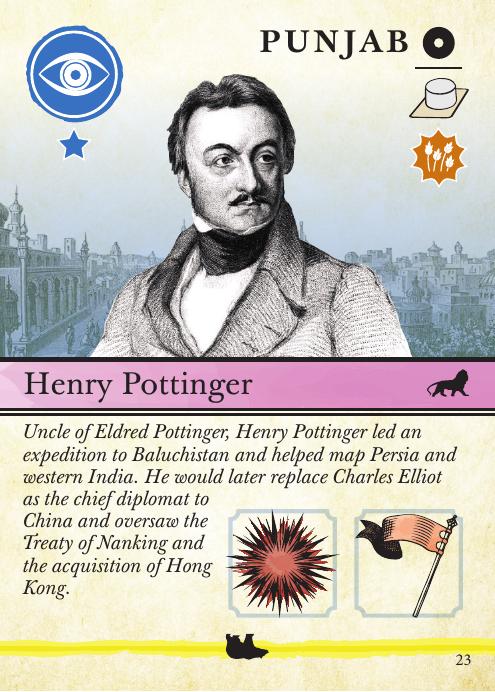 PUNJAB
Henry Pottinger
Uncle of Eldred Pottinger, Henry Pottinger led an
expedition to Baluchistan and helped map Persia and
western India. He would later replace Charles Elliot
as the chief diplomat to
China and oversaw the
Treaty of Nanking and
the acquisition of Hong
Kong.
23